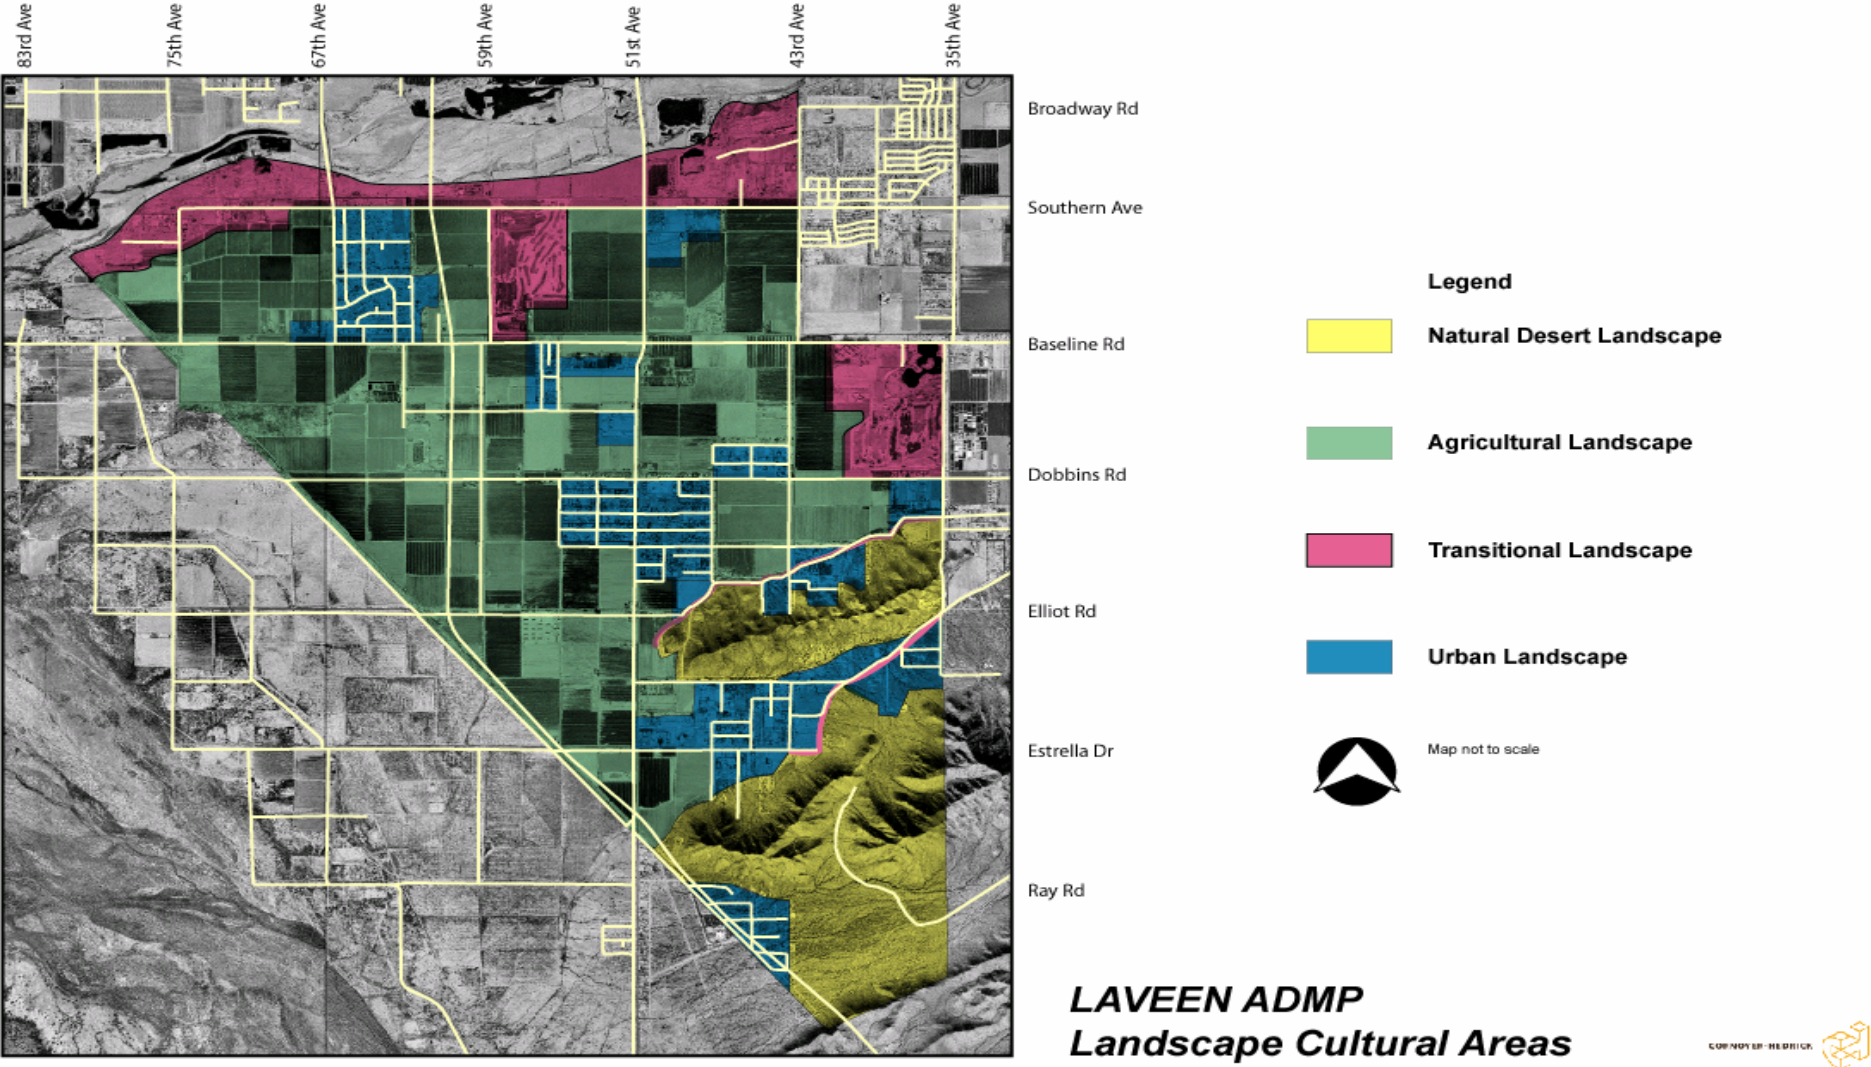 83rd Ave
75th Ave
67th Ave
59th Ave
51st Ave
43rd Ave
35th Ave
Broadway Rd
Southern Ave
Baseline Rd
Dobbins Rd
Elliot Rd
Estrella Dr
Ray Rd
Legend
Natural Desert Landscape
Agricultural Landscape
Transitional Landscape
Urban Landscape
Map not to scale
LAVEEN ADMP
Landscape Cultural Areas
CORNOYER-HEDRICK